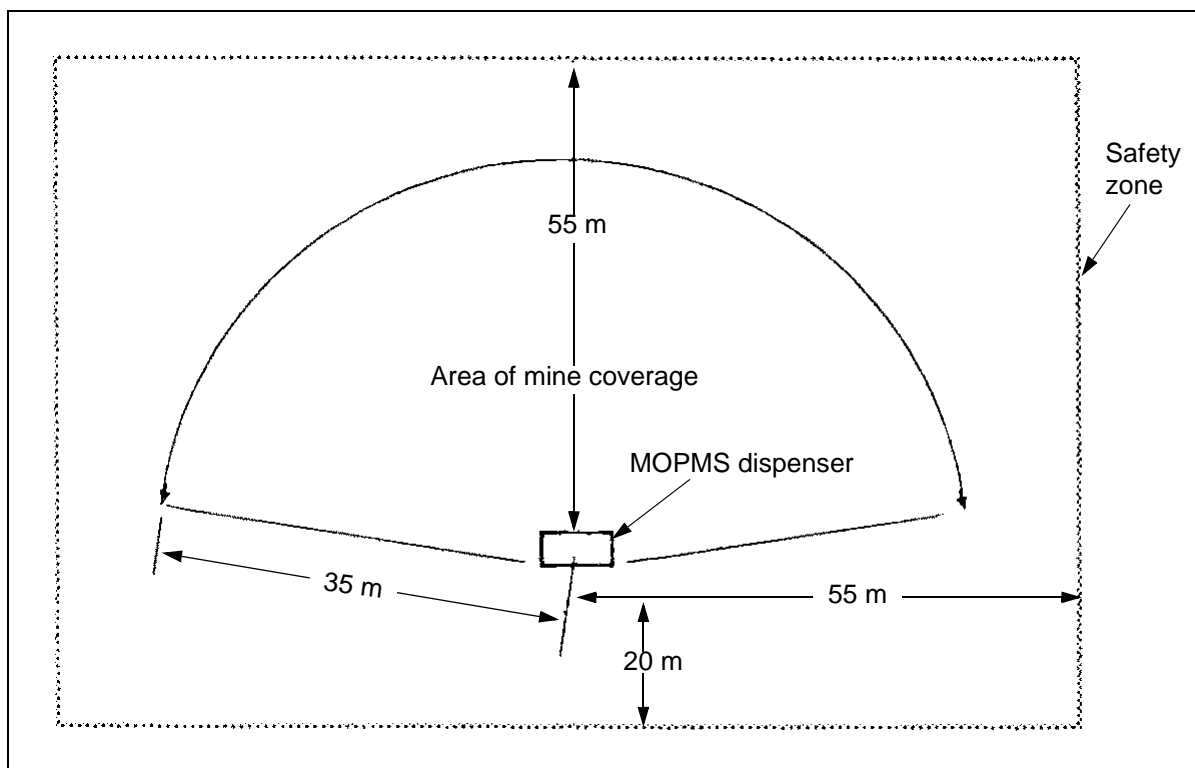 Safety
zone
55 m
Area of mine coverage
MOPMS dispenser
35 m
55 m
20 m